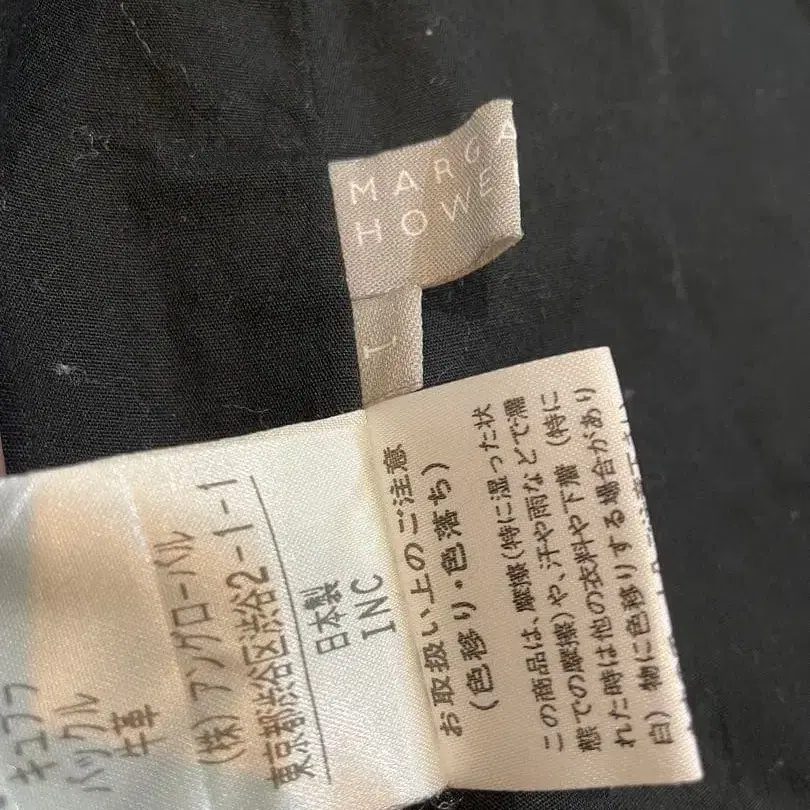 MARGA
HOWE
キュプラ
バックル
牛革
(株)アングローバル
東京都渋谷区渋谷2-1-1
日本製
INC
お取扱い上のご注意
(色移り・色落ち)
この商品は、摩擦(特に湿った状
態での摩擦)や、汗や雨などで濡
れた時は他の衣料や下着(特に
白)物に色移りする場合があり